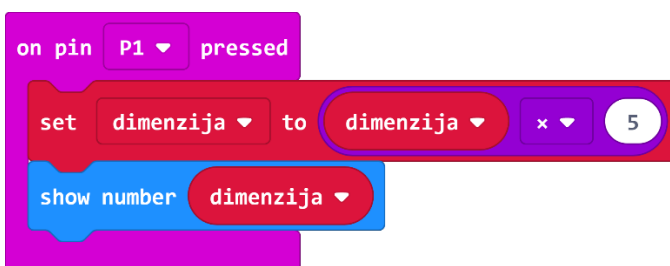 on pin P1 pressed
set dimenzija to dimenzija × 5
show number dimenzija